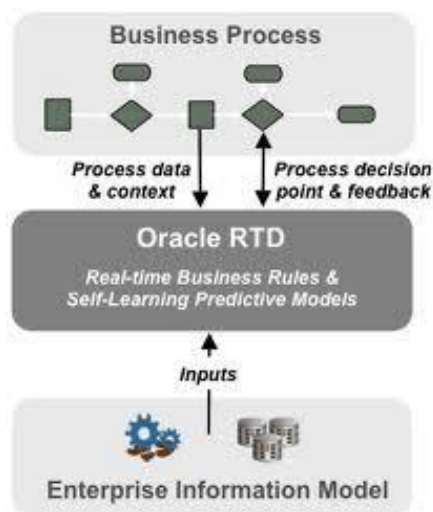 Business Process
Process data
& context
Process decision
point & feedback
Oracle RTD
Real-time Business Rules &
Self-Learning Predictive Models
Inputs
Enterprise Information Model